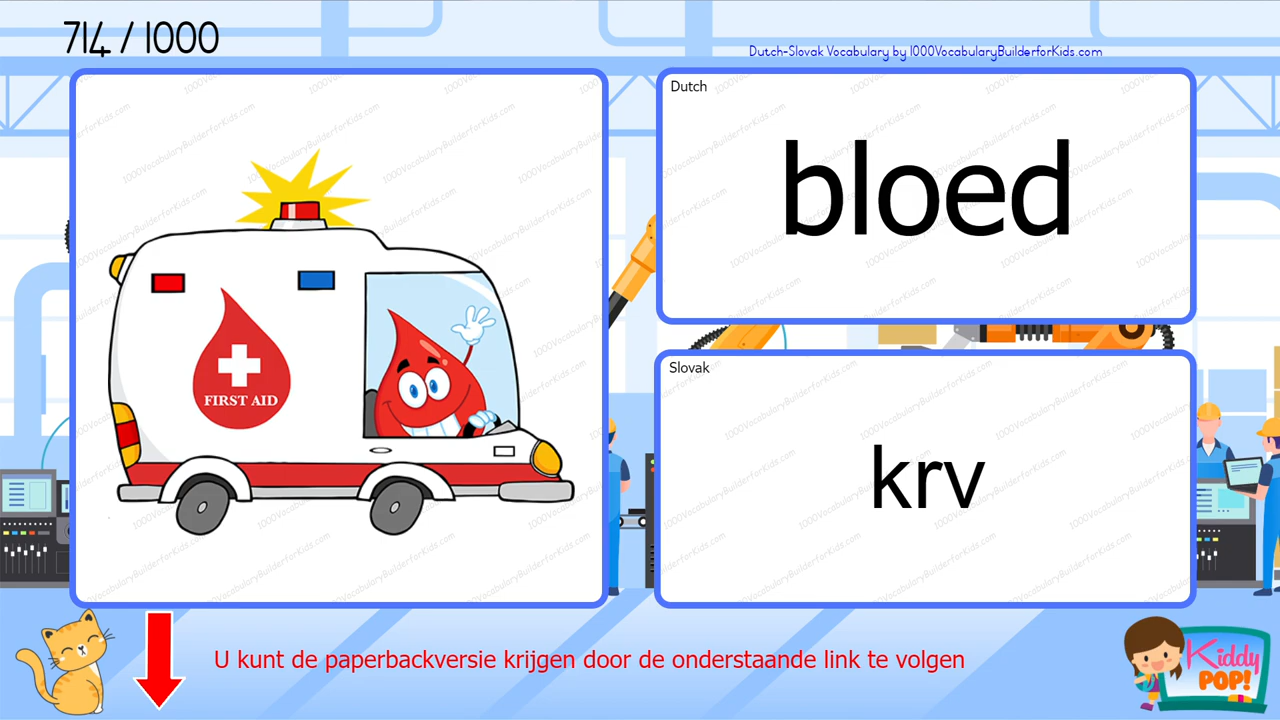 714 / 1000
Dutch-Slovak Vocabulary by 1000VocabularyBuilderforKids.com
Dutch
bloed
FIRST AID
Slovak
krv
U kunt de paperbackversie krijgen door de onderstaande link te volgen
Kiddy
POP!